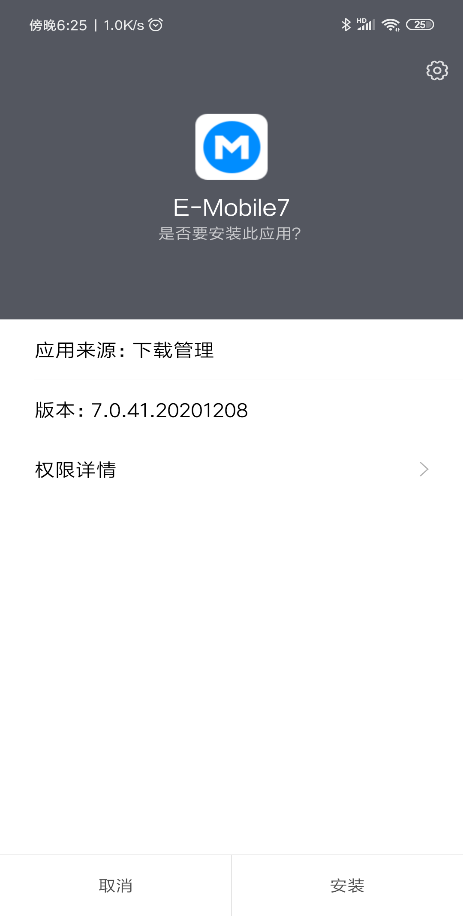 傍晚6:25 | 1.0K/s
HD
25
E-Mobile7
是否要安装此应用?
应用来源: 下载管理
版本: 7.0.41.20201208
权限详情
取消
安装